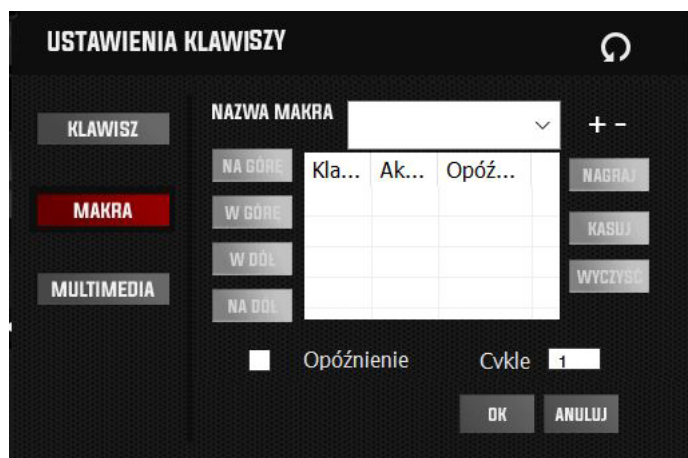 USTAWIENIA KLAWISZY
KLAWISZ
NAZWA MAKRA
+ -
NA GÓRĘ
Kla... Ak... Opóź...
NAGRAJ
MAKRA
W GÓRĘ
KASUJ
W DÓŁ
MULTIMEDIA
WYCZYŚĆ
NA DÓŁ
Opóźnienie
Cykle 1
OK ANULUJ